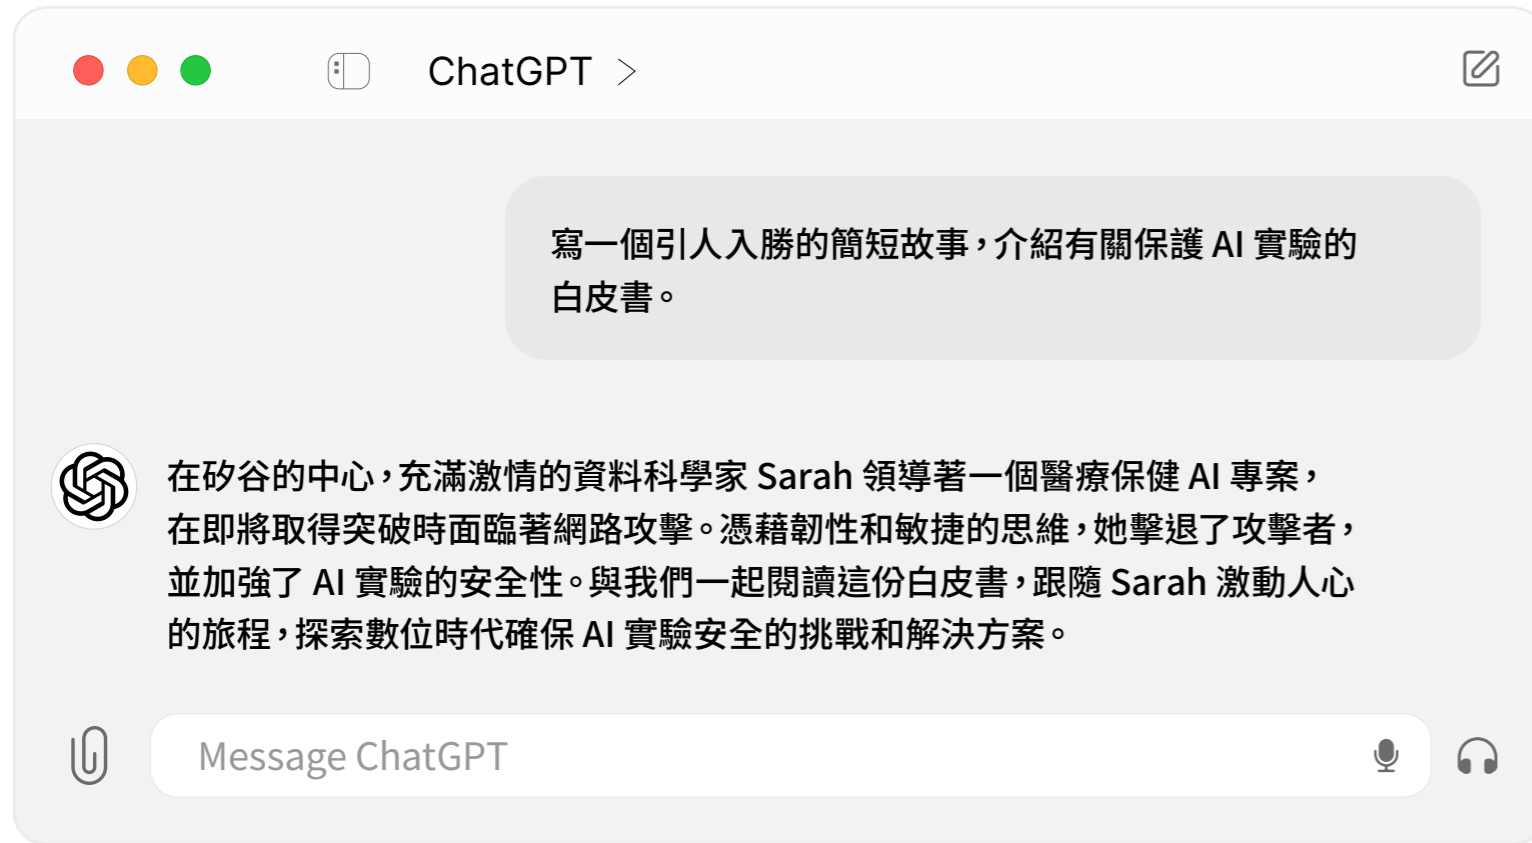 ChatGPT >
寫一個引人入勝的簡短故事，介紹有關保護 AI 實驗的
白皮書。
在矽谷的中心，充滿激情的資料科學家 Sarah 領導著一個醫療保健 AI 專案，
在即將取得突破時面臨著網路攻擊。憑藉韌性和敏捷的思維，她擊退了攻擊者，
並加強了 AI 實驗的安全性。與我們一起閱讀這份白皮書，跟隨 Sarah 激動人心
的旅程，探索數位時代確保 AI 實驗安全的挑戰和解決方案。
Message ChatGPT